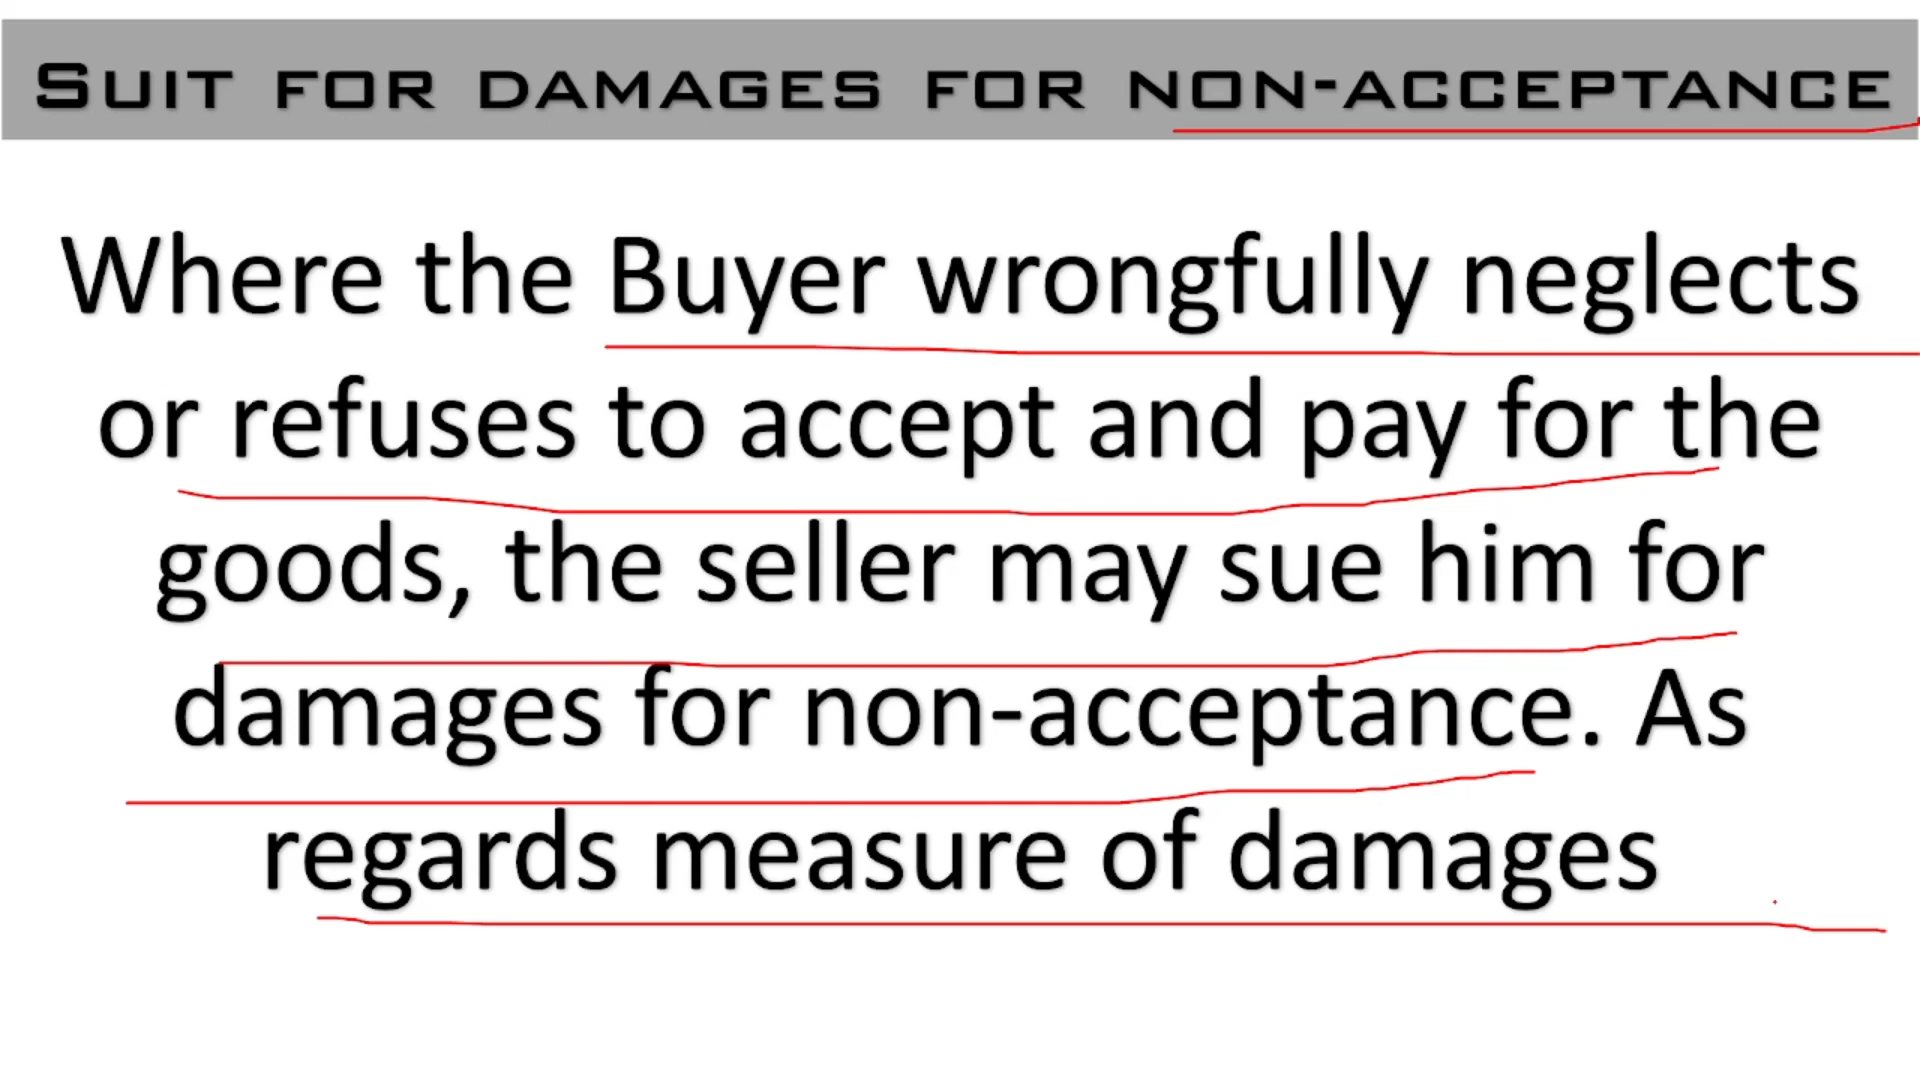 SUIT FOR DAMAGES FOR NON-ACCEPTANCE
Where the Buyer wrongfully neglects
or refuses to accept and pay for the
goods, the seller may sue him for
damages for non-acceptance. As
regards measure of damages